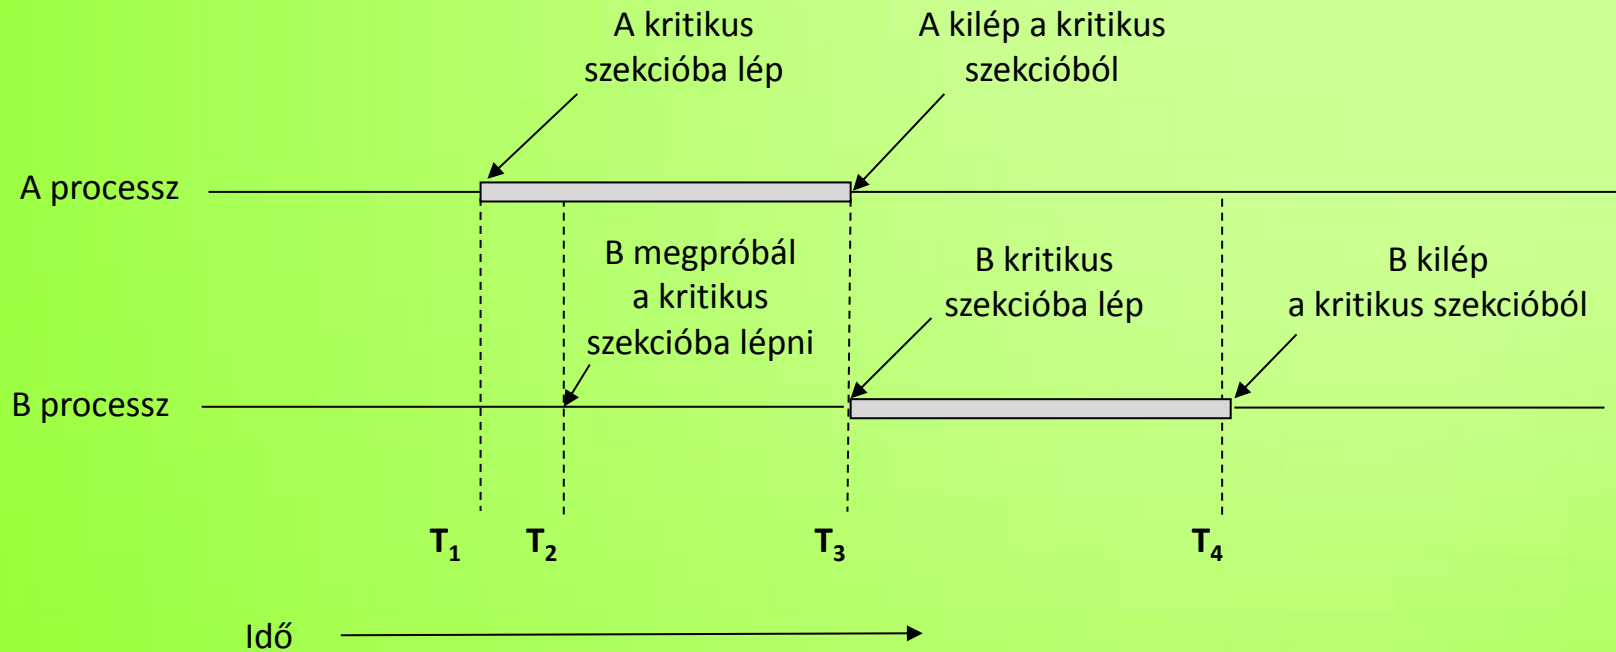 A kritikus
szekcióba lép
A kilép a kritikus
szekcióból
A processz
B megpróbál
a kritikus
szekcióba lépni
B kritikus
szekcióba lép
B kilép
a kritikus szekcióból
B processz
T₁ T₂ T₃ T₄
Idő